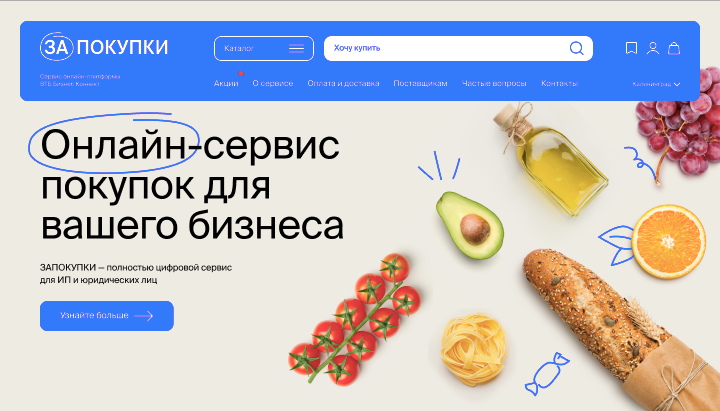 ЗА ПОКУПКИ
Каталог
Хочу купить
Сервис онлайн-платформы
ВТБ Бизнес Коннект
Акции О сервисе Оплата и доставка Поставщикам Частые вопросы Контакты
Калининград
Онлайн-сервис
покупок для
вашего бизнеса
ЗАПОКУПКИ — полностью цифровой сервис
для ИП и юридических лиц
Узнайте больше